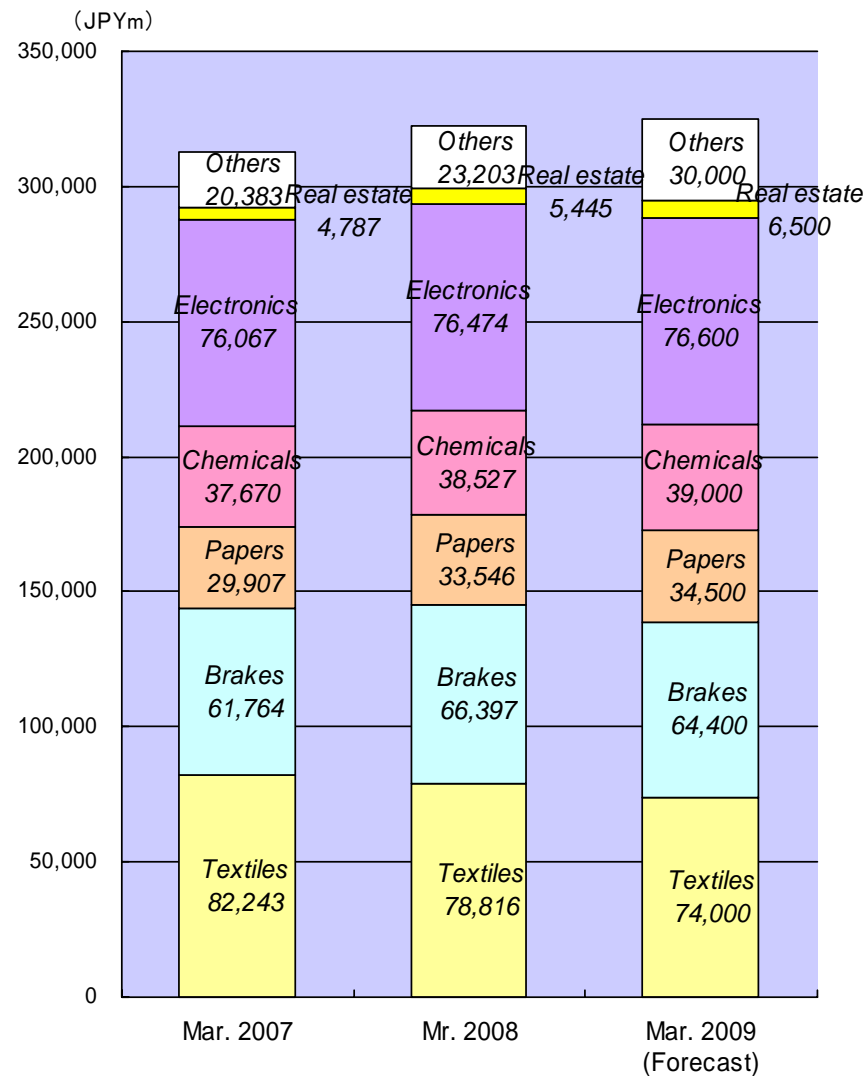 （JPYm）
350,000
300,000
250,000
200,000
150,000
100,000
50,000
0
Others
20,383
Real estate
4,787
Electronics
76,067
Chemicals
37,670
Papers
29,907
Brakes
61,764
Textiles
82,243
Others
23,203
Real estate
5,445
Electronics
76,474
Chemicals
38,527
Papers
33,546
Brakes
66,397
Textiles
78,816
Others
30,000
Real estate
6,500
Electronics
76,600
Chemicals
39,000
Papers
34,500
Brakes
64,400
Textiles
74,000
Mar. 2007
Mr. 2008
Mar. 2009
(Forecast)